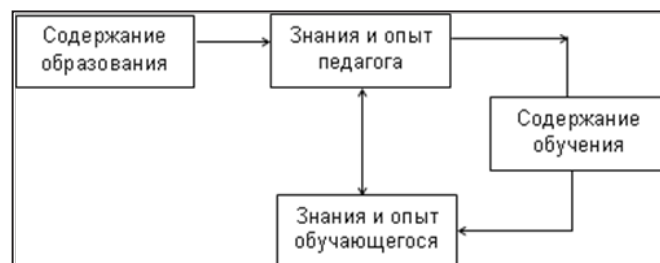 Содержание
образования
Знания и опыт
педагога
Содержание
обучения
Знания и опыт
обучающегося